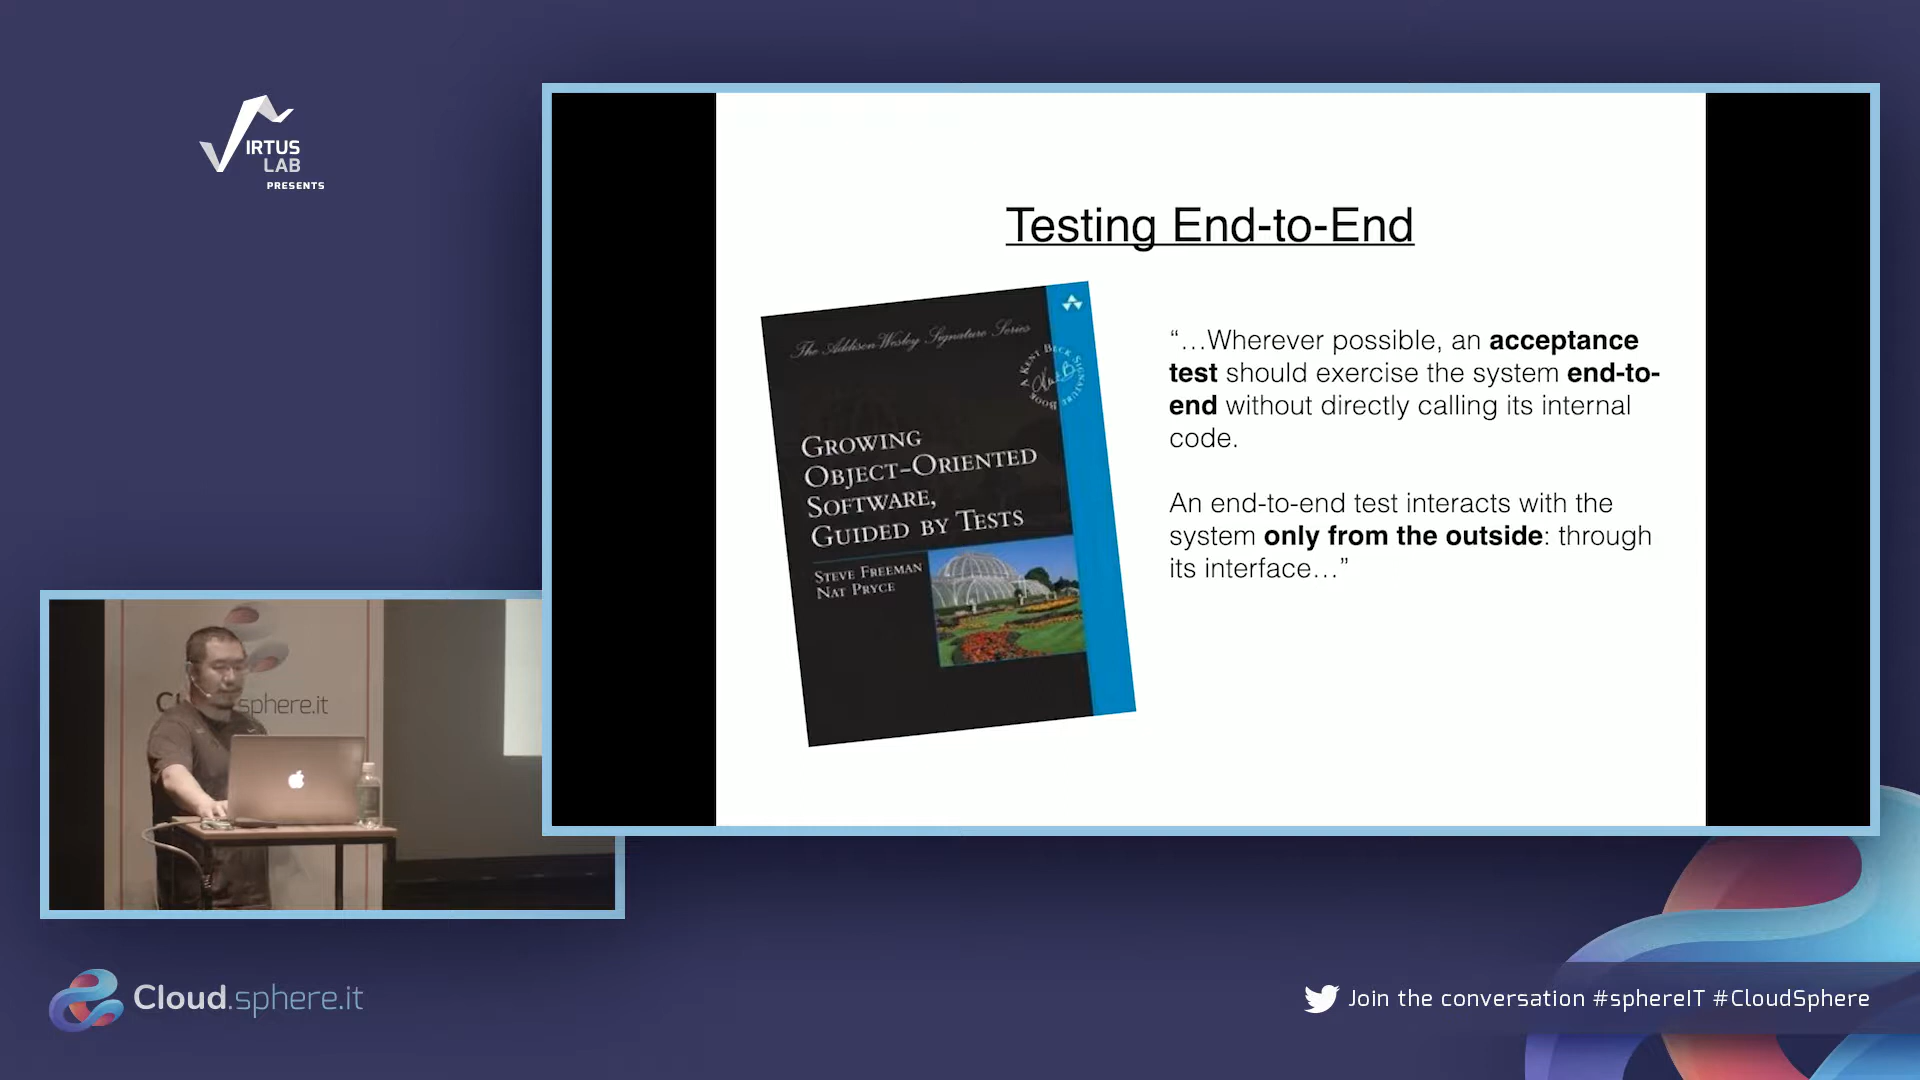 VIRTUS
LAB
PRESENTS
Testing End-to-End
The Addison Wesley Signature Series
A KENT BECK SIGNATURE BOOK
GROWING
OBJECT-ORIENTED
SOFTWARE,
GUIDED BY TESTS
STEVE FREEMAN
NAT PRYCE
“…Wherever possible, an acceptance
test should exercise the system end-to-
end without directly calling its internal
code.
An end-to-end test interacts with the
system only from the outside: through
its interface…”
sphere.it
Cloud.sphere.it
Join the conversation #sphereIT #CloudSphere